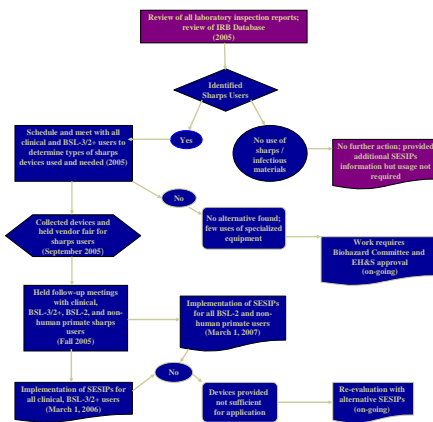 Review of all laboratory inspection reports;
review of IRB Database
(2005)
Identified
Sharps Users
Schedule and meet with all
clinical and BSL-3/2+ users to
determine types of sharps
devices used and needed (2005)
Yes
No use of
sharps /
infectious
materials
No further action; provided
additional SESIPs
information but usage not
required
No
No alternative found;
few uses of specialized
equipment
Collected devices and
held vendor fair for
sharps users
(September 2005)
Work requires
Biohazard Committee and
EH&S approval
(on-going)
Held follow-up meetings
with clinical,
BSL-3/2+, BSL-2, and non-
human primate sharps
users
(Fall 2005)
Implementation of SESIPs
for all BSL-2 and non-
human primate users
(March 1, 2007)
No
Implementation of SESIPs for
all clinical, BSL-3/2+ users
(March 1, 2006)
Devices provided
not sufficient
for application
Re-evaluation with
alternative SESIPs
(on-going)